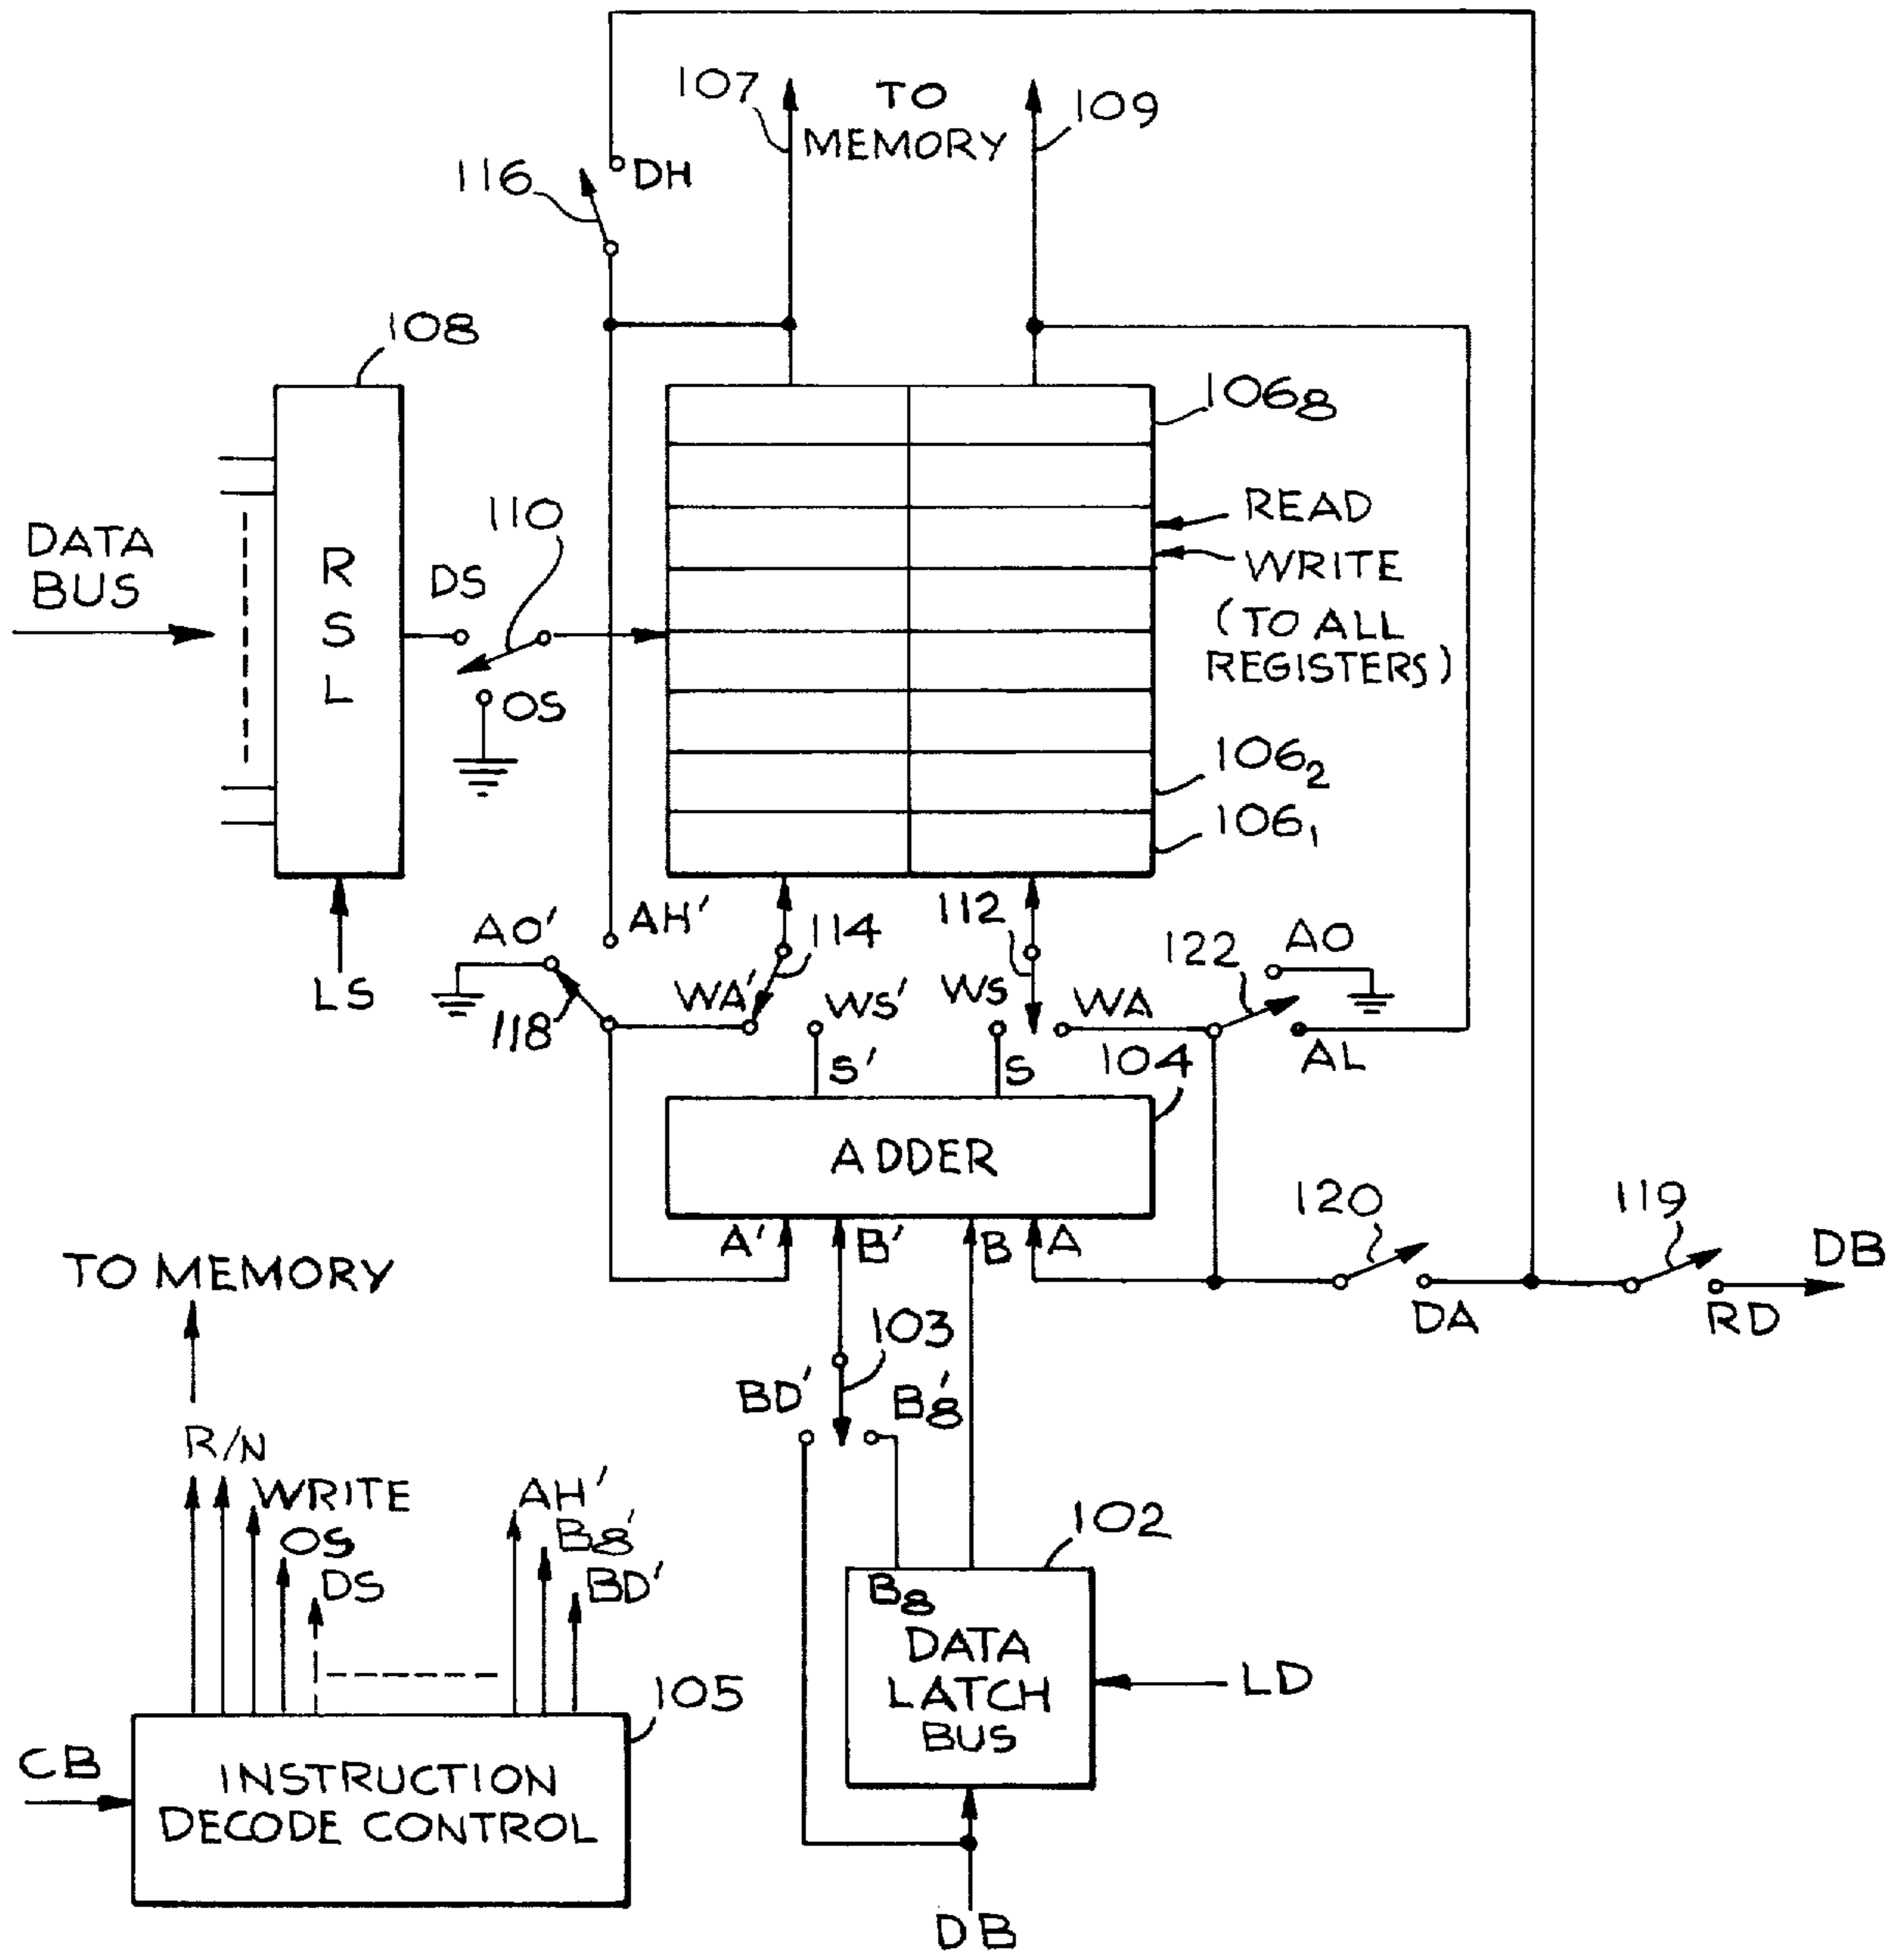 107
TO
MEMORY
109
116
DH
108
106₈
DATA
BUS
R
S
L
DS
110
OS
READ
WRITE
(TO ALL
REGISTERS)
106₂
106₁
LS
AO'
AH'
118
WA'
114
WS'
112
WS
WA
122
AO
AL
S'
S
104
ADDER
A'
B'
B
A
120
DA
119
DB
RD
TO MEMORY
103
BD'
B8'
R/N
WRITE
OS
DS
AH'
B8'
BD'
105
CB
INSTRUCTION
DECODE CONTROL
102
B8
DATA
LATCH
BUS
LD
DB